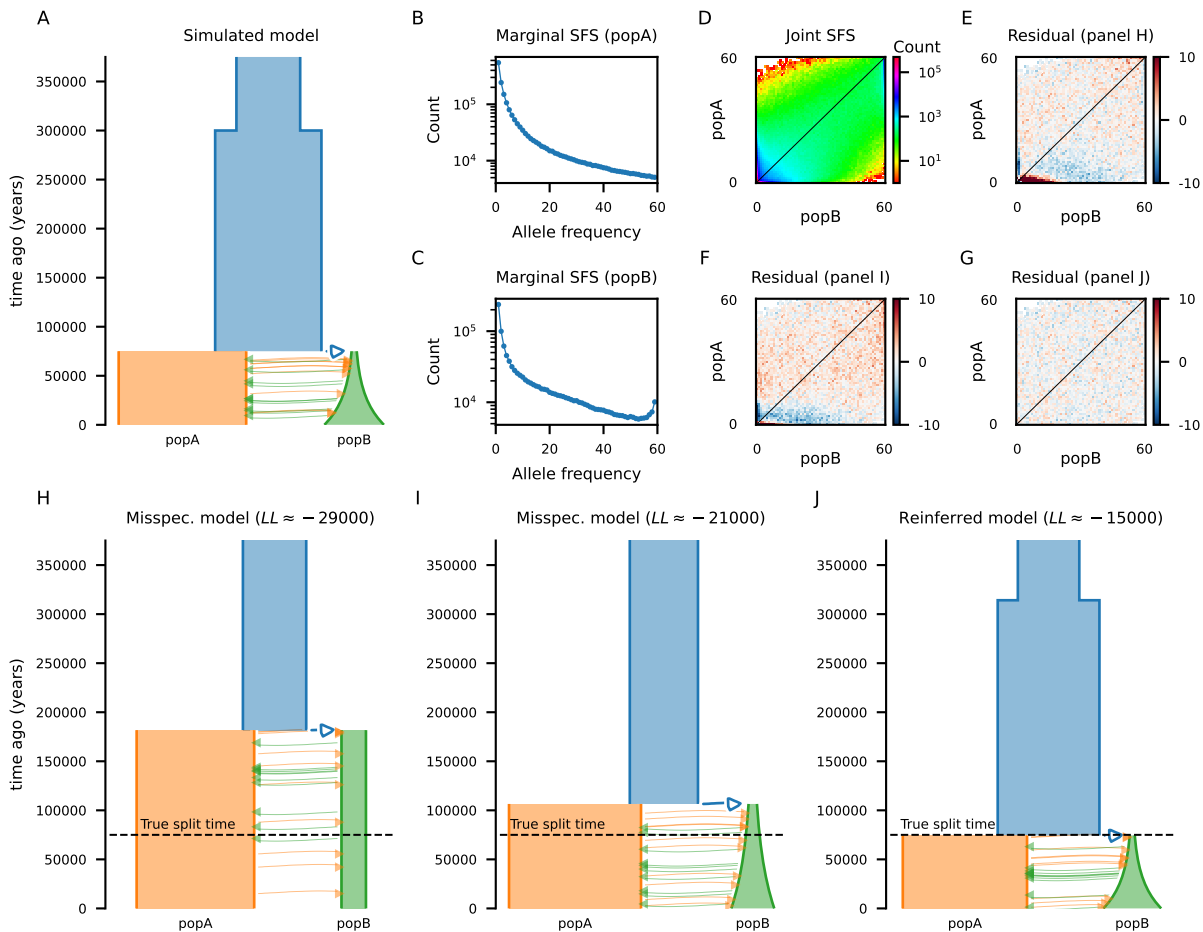 A
Simulated model
time ago (years)
350000
300000
250000
200000
150000
100000
50000
0
popA
popB
B
Marginal SFS (popA)
Count
10^5
10^4
0
20
40
60
Allele frequency
C
Marginal SFS (popB)
Count
10^5
10^4
0
20
40
60
Allele frequency
D
Joint SFS
Count
popA
60
0
0
60
popB
10^5
10^3
10^1
E
Residual (panel H)
popA
60
0
0
60
popB
10
0
-10
F
Residual (panel I)
popA
60
0
0
60
popB
10
0
-10
G
Residual (panel J)
popA
60
0
0
60
popB
10
0
-10
H
Misspec. model (LL ≈ −29000)
time ago (years)
350000
300000
250000
200000
150000
100000
50000
0
True split time
popA
popB
I
Misspec. model (LL ≈ −21000)
350000
300000
250000
200000
150000
100000
50000
0
True split time
popA
popB
J
Reinferred model (LL ≈ −15000)
350000
300000
250000
200000
150000
100000
50000
0
True split time
popA
popB